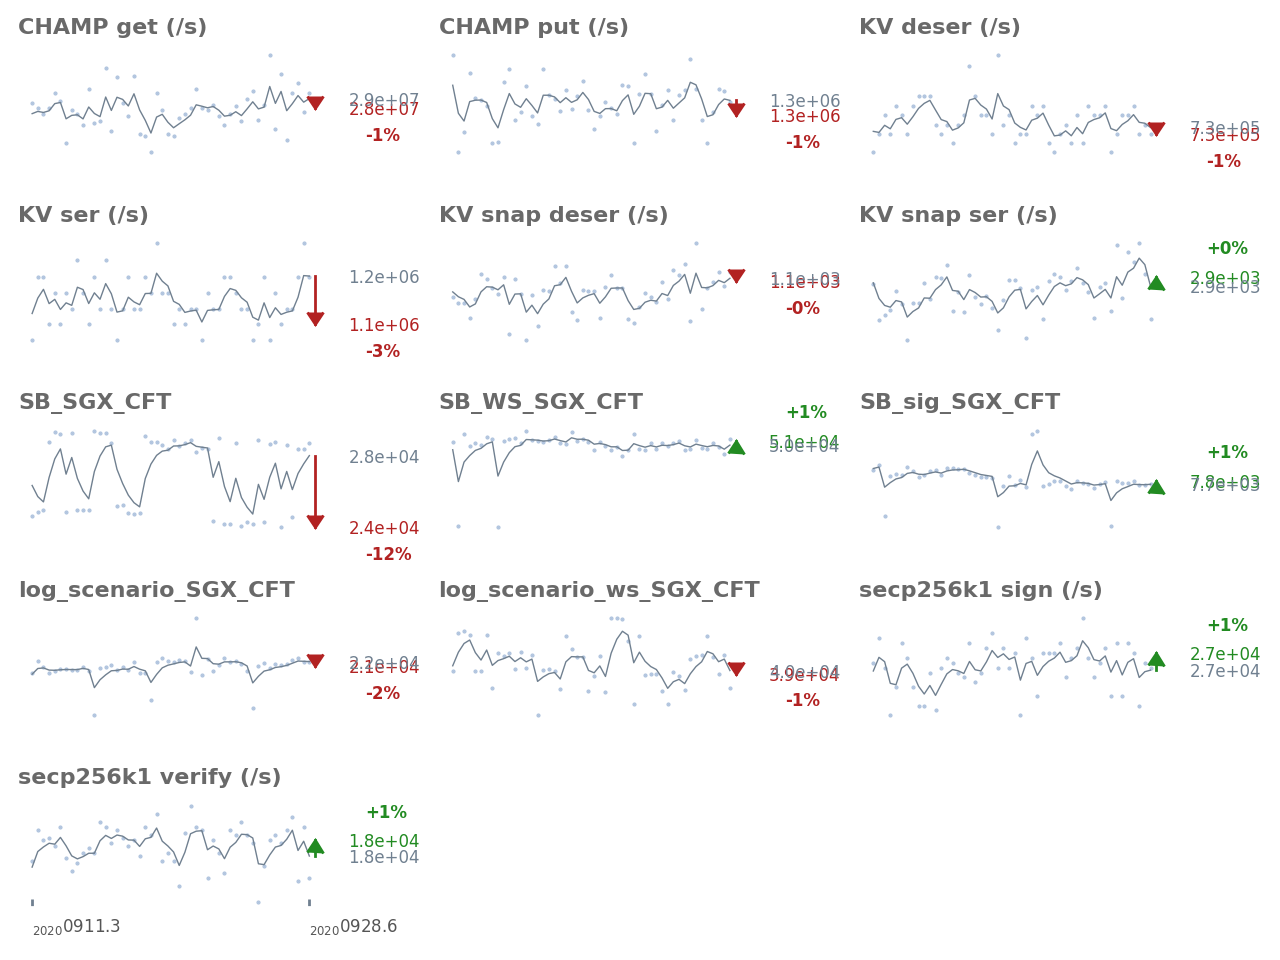 CHAMP get (/s)
2.9e+07
2.8e+07
-1%
CHAMP put (/s)
1.3e+06
1.3e+06
-1%
KV deser (/s)
7.3e+05
7.3e+05
-1%
KV ser (/s)
1.2e+06
1.1e+06
-3%
KV snap deser (/s)
1.1e+03
1.1e+03
-0%
KV snap ser (/s)
+0%
2.9e+03
2.9e+03
SB_SGX_CFT
2.8e+04
2.4e+04
-12%
SB_WS_SGX_CFT
+1%
5.1e+04
5.0e+04
SB_sig_SGX_CFT
+1%
7.8e+03
7.7e+03
log_scenario_SGX_CFT
2.2e+04
2.1e+04
-2%
log_scenario_ws_SGX_CFT
4.0e+04
3.9e+04
-1%
secp256k1 sign (/s)
+1%
2.7e+04
2.7e+04
secp256k1 verify (/s)
+1%
1.8e+04
1.8e+04
20200911.3
20200928.6